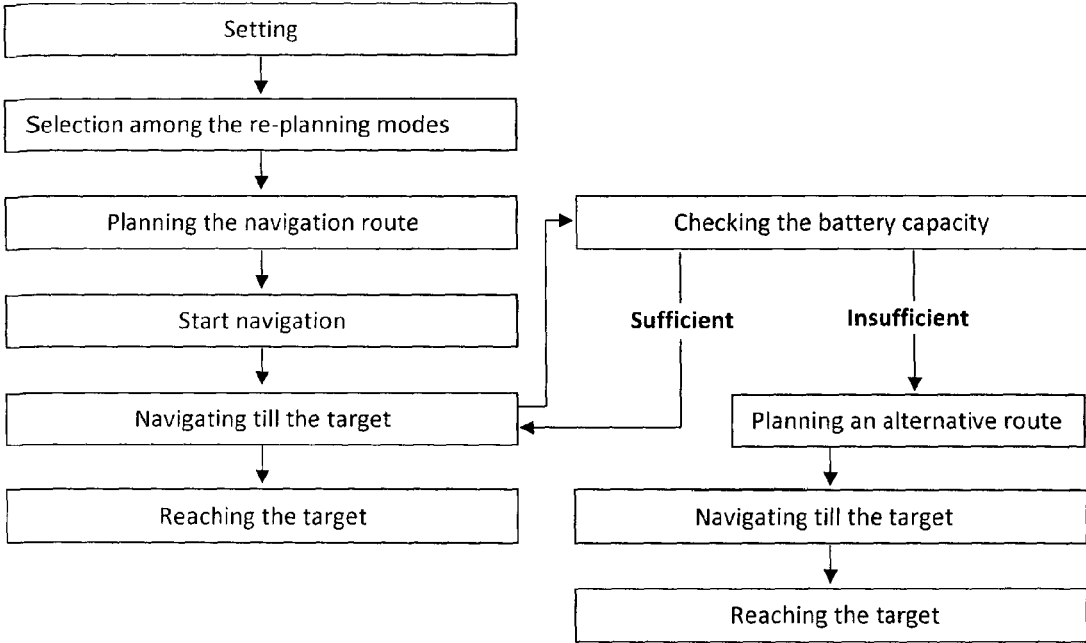 Setting
Selection among the re-planning modes
Planning the navigation route
Start navigation
Navigating till the target
Reaching the target
Checking the battery capacity
Sufficient
Insufficient
Planning an alternative route
Navigating till the target
Reaching the target